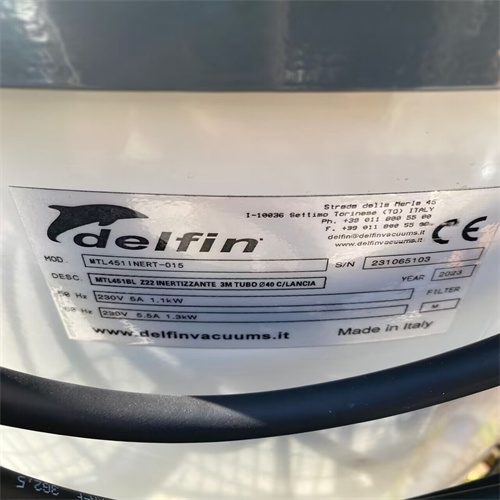 Strada della Merla 45
I-10036 Settimo Torinese (TO) ITALY
Ph. +39 011 800 55 00
F. +39 011 800 55 90
delfin@delfinvacuums.it
www.delfinvacuums.it
delfin
CE
MOD. MTL451INERT-015 S/N 231065103
DESC. MTL451BL Z22 INERTIZZANTE 3M TUBO Ø40 C/LANCIA YEAR 2023
50 Hz 230V 5A 1.1kW FILTER
60 Hz 230V 5.5A 1.3kW M
www.delfinvacuums.it Made in Italy
362.5